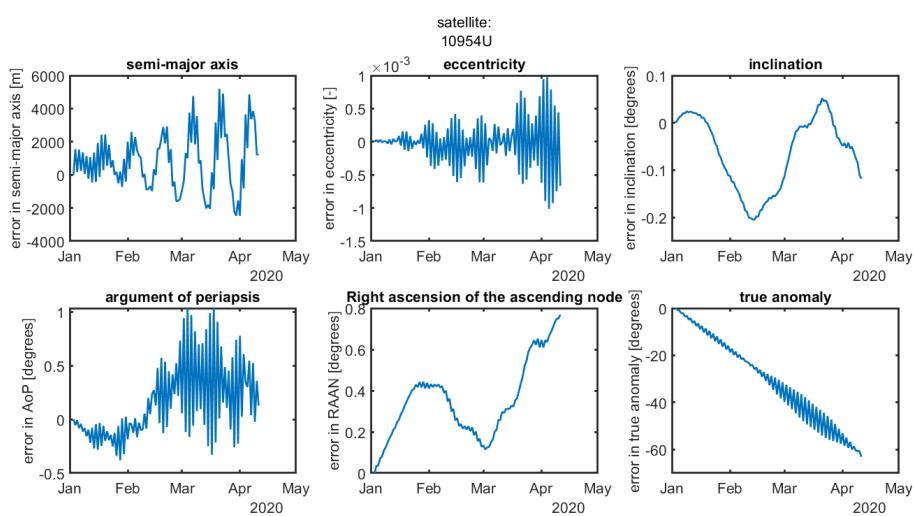 satellite:
10954U
semi-major axis
error in semi-major axis [m]
6000
4000
2000
0
-2000
-4000
Jan Feb Mar Apr May
2020
eccentricity
×10⁻³
error in eccentricity [-]
1
0.5
0
-0.5
-1
-1.5
Jan Feb Mar Apr May
2020
inclination
error in inclination [degrees]
0.1
0
-0.1
-0.2
Jan Feb Mar Apr May
2020
argument of periapsis
error in AoP [degrees]
1
0.5
0
-0.5
Jan Feb Mar Apr May
2020
Right ascension of the ascending node
error in RAAN [degrees]
0.8
0.6
0.4
0.2
0
Jan Feb Mar Apr May
2020
true anomaly
error in true anomaly [degrees]
0
-20
-40
-60
Jan Feb Mar Apr May
2020